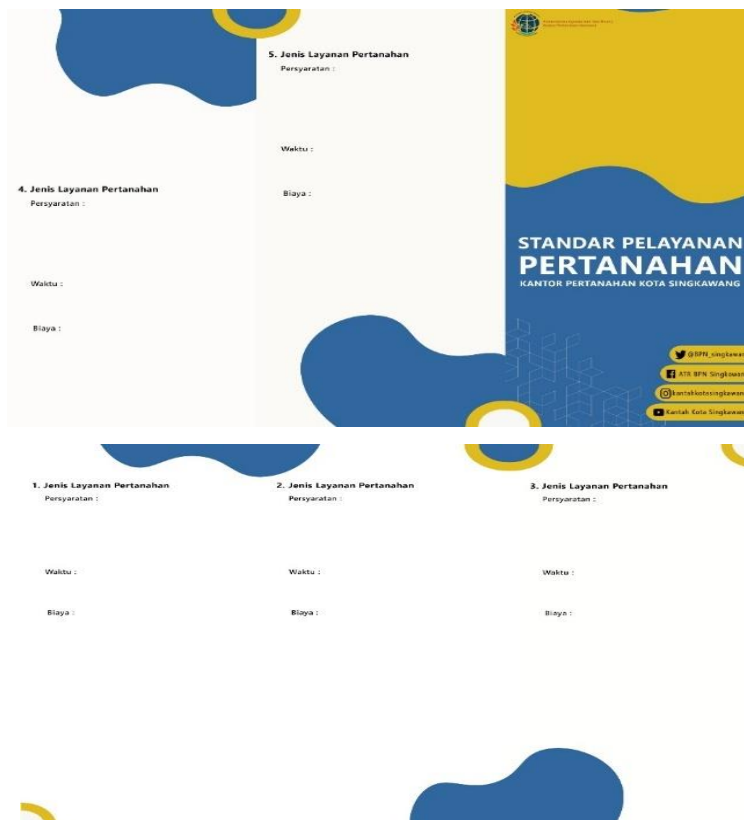 4. Jenis Layanan Pertanahan
Persyaratan :
Waktu :
Biaya :
5. Jenis Layanan Pertanahan
Persyaratan :
Waktu :
Biaya :
STANDAR PELAYANAN
PERTANAHAN
KANTOR PERTANAHAN KOTA SINGKAWANG
@BPN_singkawan
ATR BPN Singkawan
kantahkotasingkawan
Kantah Kota Singkawan
1. Jenis Layanan Pertanahan
Persyaratan :
Waktu :
Biaya :
2. Jenis Layanan Pertanahan
Persyaratan :
Waktu :
Biaya :
3. Jenis Layanan Pertanahan
Persyaratan :
Waktu :
Biaya :